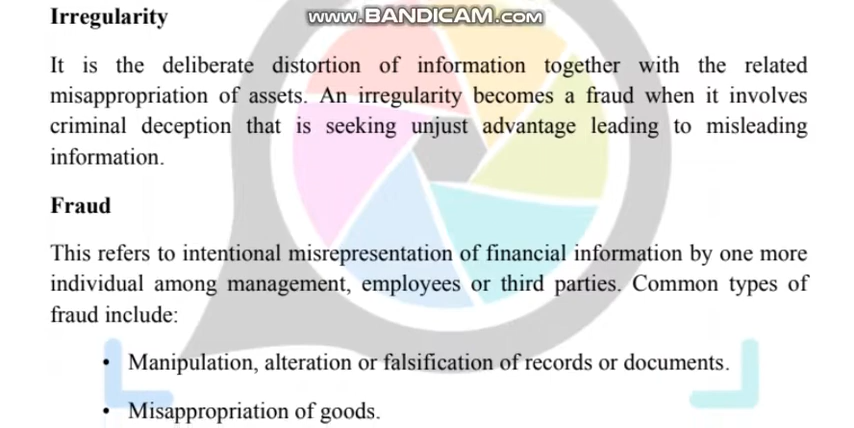 www.BANDICAM.com
Irregularity
It is the deliberate distortion of information together with the related
misappropriation of assets. An irregularity becomes a fraud when it involves
criminal deception that is seeking unjust advantage leading to misleading
information.
Fraud
This refers to intentional misrepresentation of financial information by one more
individual among management, employees or third parties. Common types of
fraud include:
• Manipulation, alteration or falsification of records or documents.
• Misappropriation of goods.